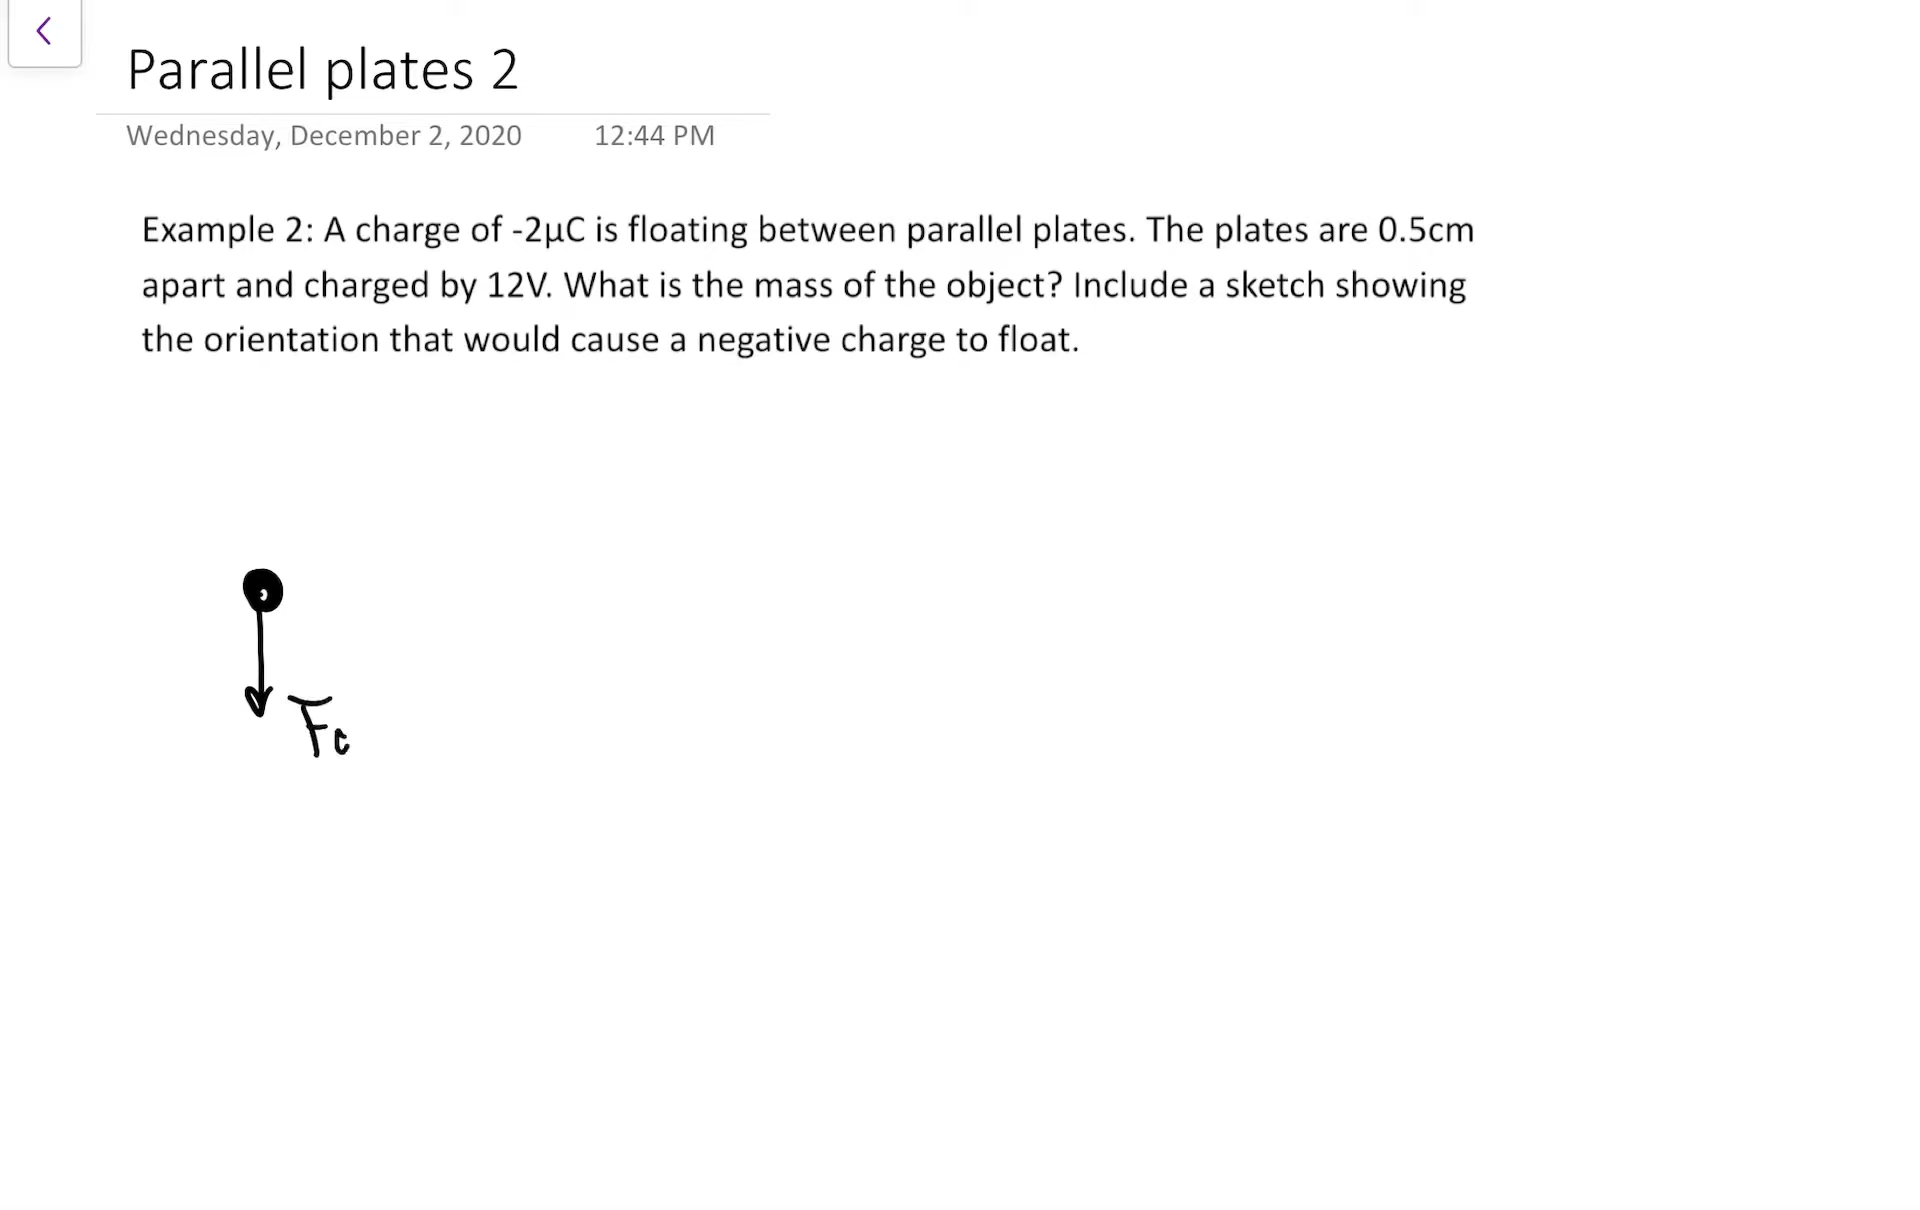 Parallel plates 2
Wednesday, December 2, 2020 12:44 PM
Example 2: A charge of -2µC is floating between parallel plates. The plates are 0.5cm
apart and charged by 12V. What is the mass of the object? Include a sketch showing
the orientation that would cause a negative charge to float.
Fc